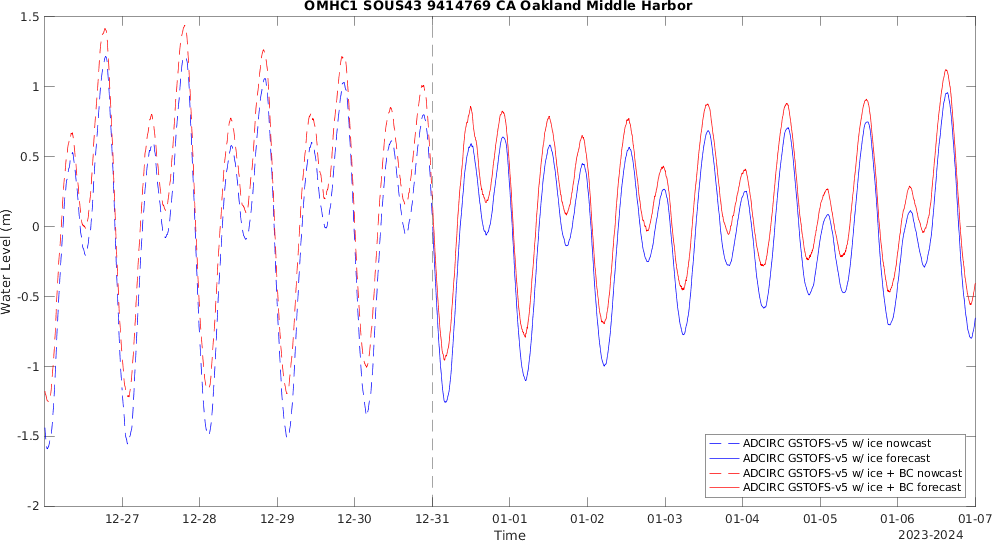 OMHC1 SOUS43 9414769 CA Oakland Middle Harbor
Water Level (m)
1.5
1
0.5
0
-0.5
-1
-1.5
-2
12-27 12-28 12-29 12-30 12-31 01-01 01-02 01-03 01-04 01-05 01-06 01-07
Time
2023-2024
ADCIRC GSTOFS-v5 w/ ice nowcast
ADCIRC GSTOFS-v5 w/ ice forecast
ADCIRC GSTOFS-v5 w/ ice + BC nowcast
ADCIRC GSTOFS-v5 w/ ice + BC forecast